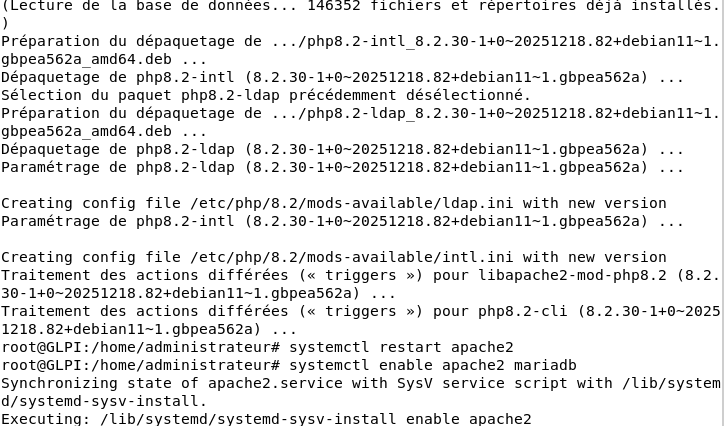 (Lecture de la base de données... 146352 fichiers et répertoires déjà installés.
)
Préparation du dépaquetage de .../php8.2-intl_8.2.30-1+0~20251218.82+debian11~1.
gbpea562a_amd64.deb ...
Dépaquetage de php8.2-intl (8.2.30-1+0~20251218.82+debian11~1.gbpea562a) ...
Sélection du paquet php8.2-ldap précédemment désélectionné.
Préparation du dépaquetage de .../php8.2-ldap_8.2.30-1+0~20251218.82+debian11~1.
gbpea562a_amd64.deb ...
Dépaquetage de php8.2-ldap (8.2.30-1+0~20251218.82+debian11~1.gbpea562a) ...
Paramétrage de php8.2-ldap (8.2.30-1+0~20251218.82+debian11~1.gbpea562a) ...
Creating config file /etc/php/8.2/mods-available/ldap.ini with new version
Paramétrage de php8.2-intl (8.2.30-1+0~20251218.82+debian11~1.gbpea562a) ...
Creating config file /etc/php/8.2/mods-available/intl.ini with new version
Traitement des actions différées (« triggers ») pour libapache2-mod-php8.2 (8.2.
30-1+0~20251218.82+debian11~1.gbpea562a) ...
Traitement des actions différées (« triggers ») pour php8.2-cli (8.2.30-1+0~2025
1218.82+debian11~1.gbpea562a) ...
root@GLPI:/home/administrateur# systemctl restart apache2
root@GLPI:/home/administrateur# systemctl enable apache2 mariadb
Synchronizing state of apache2.service with SysV service script with /lib/system
d/systemd-sysv-install.
Executing: /lib/systemd/systemd-sysv-install enable apache2